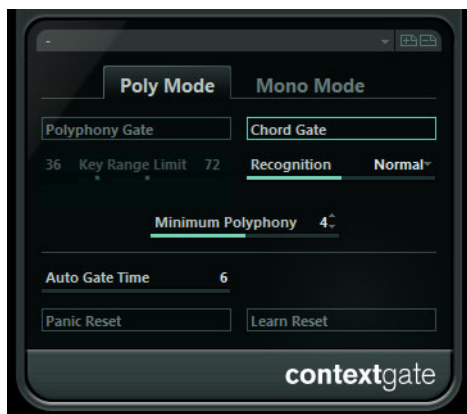 -
Poly Mode Mono Mode
Polyphony Gate Chord Gate
36 Key Range Limit 72 Recognition Normal
Minimum Polyphony 4
Auto Gate Time 6
Panic Reset Learn Reset
contextgate